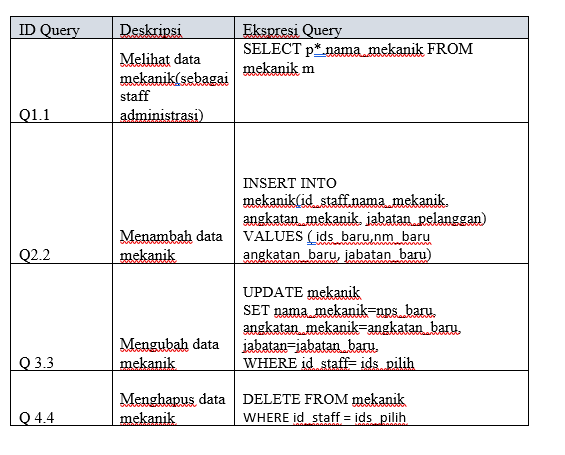 ID Query Deskripsi Ekspresi Query
Melihat data
mekanik(sebagai
staff
administrasi)
Q1.1
SELECT p*.nama_mekanik FROM
mekanik m
Q2.2
Menambah data
mekanik
INSERT INTO
mekanik(id_staff,nama_mekanik,
angkatan_mekanik, jabatan_pelanggan)
VALUES ( ids_baru,nm_baru
angkatan_baru, jabatan_baru)
Q 3.3
Mengubah data
mekanik
UPDATE mekanik
SET nama_mekanik=nps_baru,
angkatan_mekanik=angkatan_baru,
jabatan=jabatan_baru,
WHERE id_staff= ids_pilih
Q 4.4
Menghapus data
mekanik
DELETE FROM mekanik
WHERE id_staff = ids_pilih